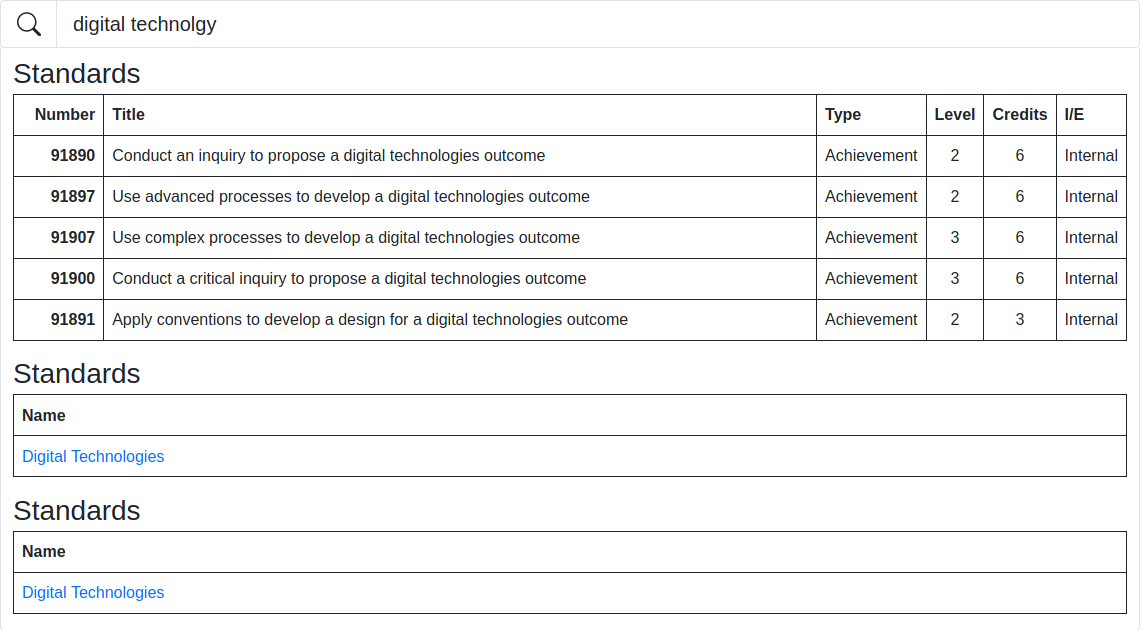 digital technolgy
Standards
Number Title Type Level Credits I/E
91890 Conduct an inquiry to propose a digital technologies outcome Achievement 2 6 Internal
91897 Use advanced processes to develop a digital technologies outcome Achievement 2 6 Internal
91907 Use complex processes to develop a digital technologies outcome Achievement 3 6 Internal
91900 Conduct a critical inquiry to propose a digital technologies outcome Achievement 3 6 Internal
91891 Apply conventions to develop a design for a digital technologies outcome Achievement 2 3 Internal
Standards
Name
Digital Technologies
Standards
Name
Digital Technologies